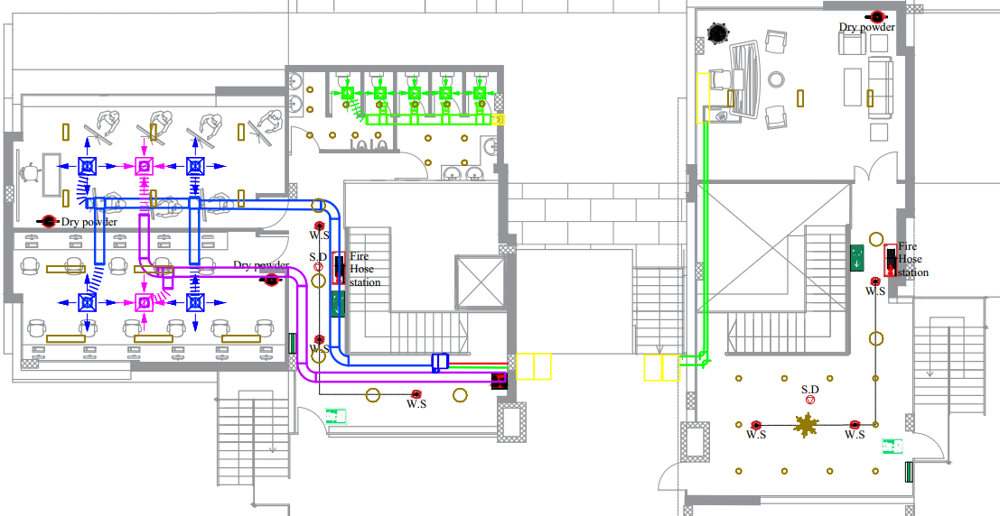 Dry powder
Dry powder
W.S
S.D
Fire
Hose
station
Dry powder
W.S
W.S
Fire
Hose
station
W.S
S.D
W.S
W.S